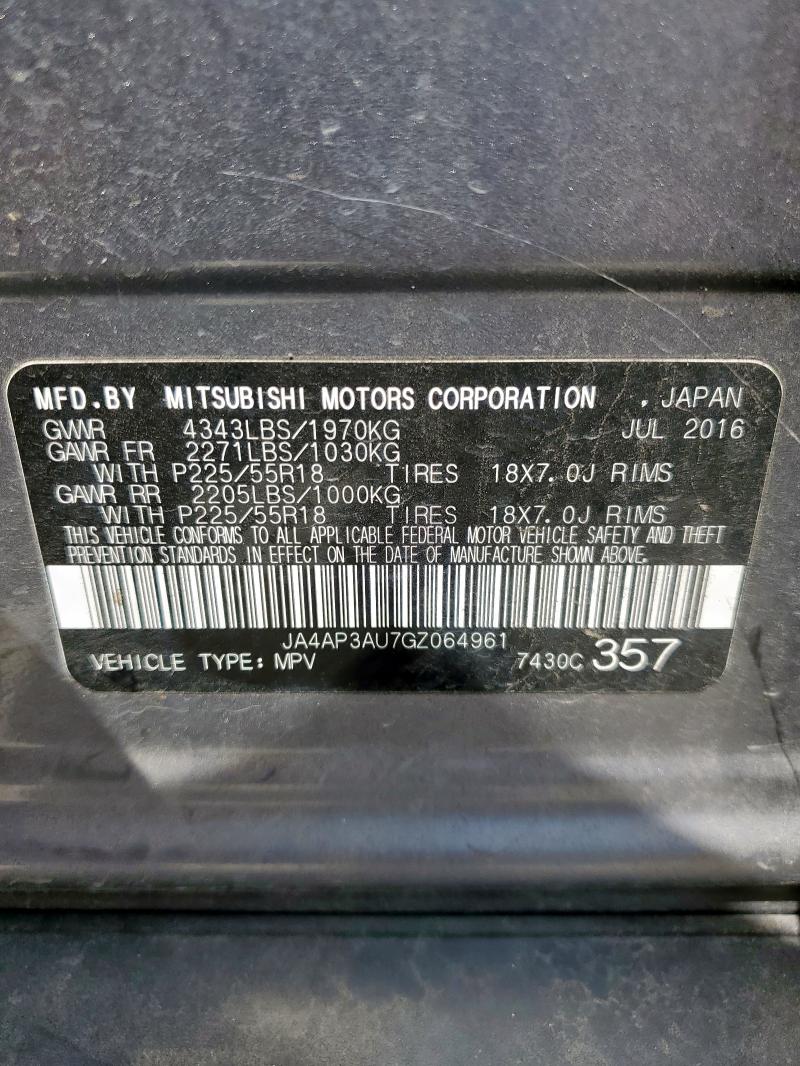 MFD.BY MITSUBISHI MOTORS CORPORATION , JAPAN
GVWR 4343LBS/1970KG JUL 2016
GAWR FR 2271LBS/1030KG
WITH P225/55R18 TIRES 18X7.0J RIMS
GAWR RR 2205LBS/1000KG
WITH P225/55R18 TIRES 18X7.0J RIMS
THIS VEHICLE CONFORMS TO ALL APPLICABLE FEDERAL MOTOR VEHICLE SAFETY AND THEFT
PREVENTION STANDARDS IN EFFECT ON THE DATE OF MANUFACTURE SHOWN ABOVE.
JA4AP3AU7GZ064961
VEHICLE TYPE: MPV 7430C 357